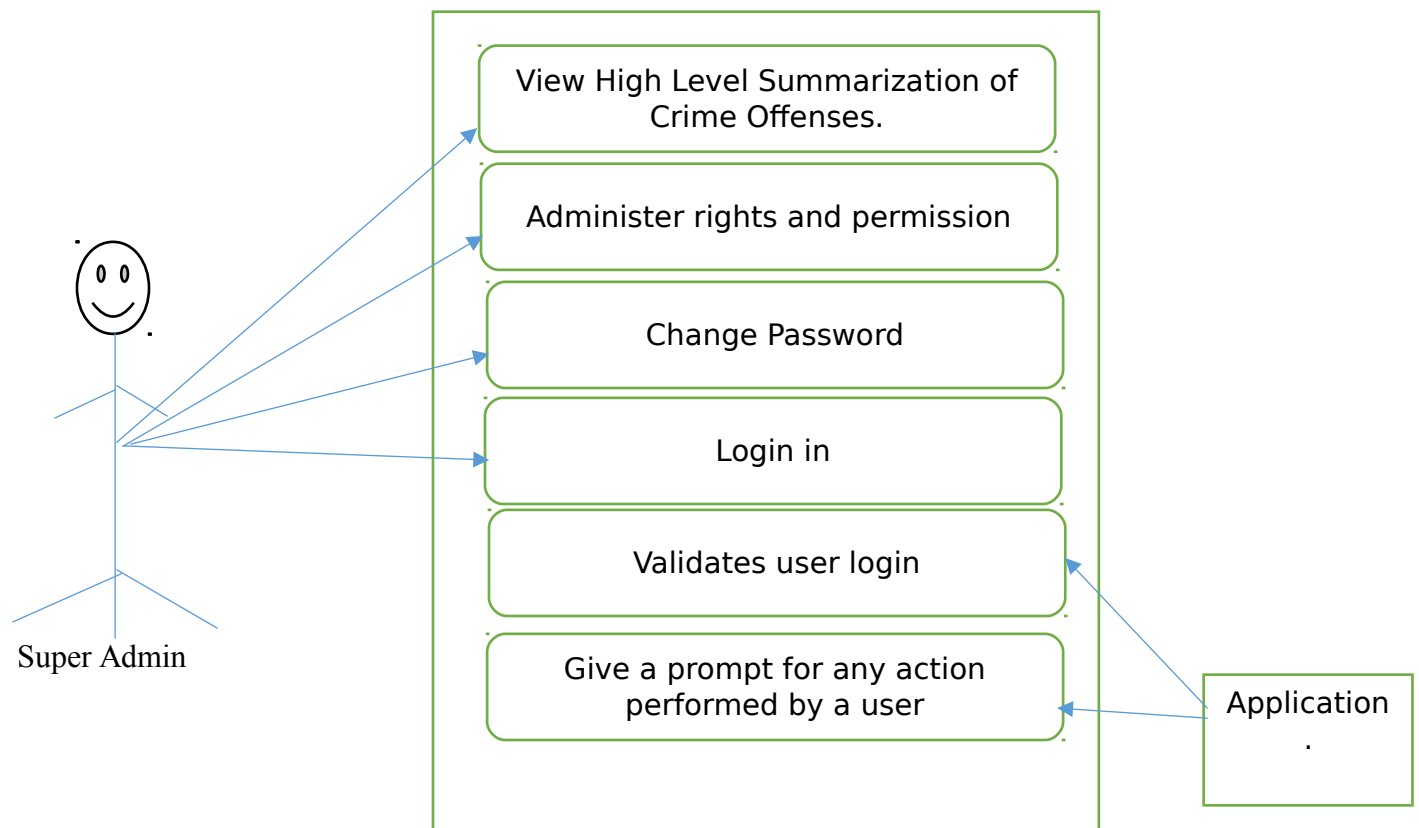 View High Level Summarization of
Crime Offenses.
Administer rights and permission
Change Password
Login in
Validates user login
Give a prompt for any action
performed by a user
Super Admin
Application
.